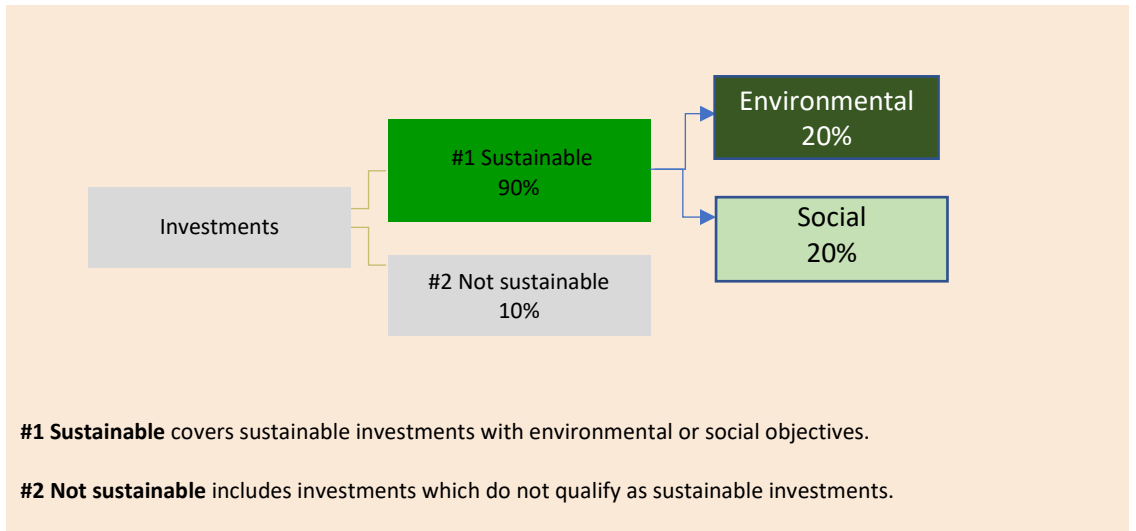 Environmental
20%
#1 Sustainable
90%
Investments
Social
20%
#2 Not sustainable
10%
#1 Sustainable covers sustainable investments with environmental or social objectives.
#2 Not sustainable includes investments which do not qualify as sustainable investments.